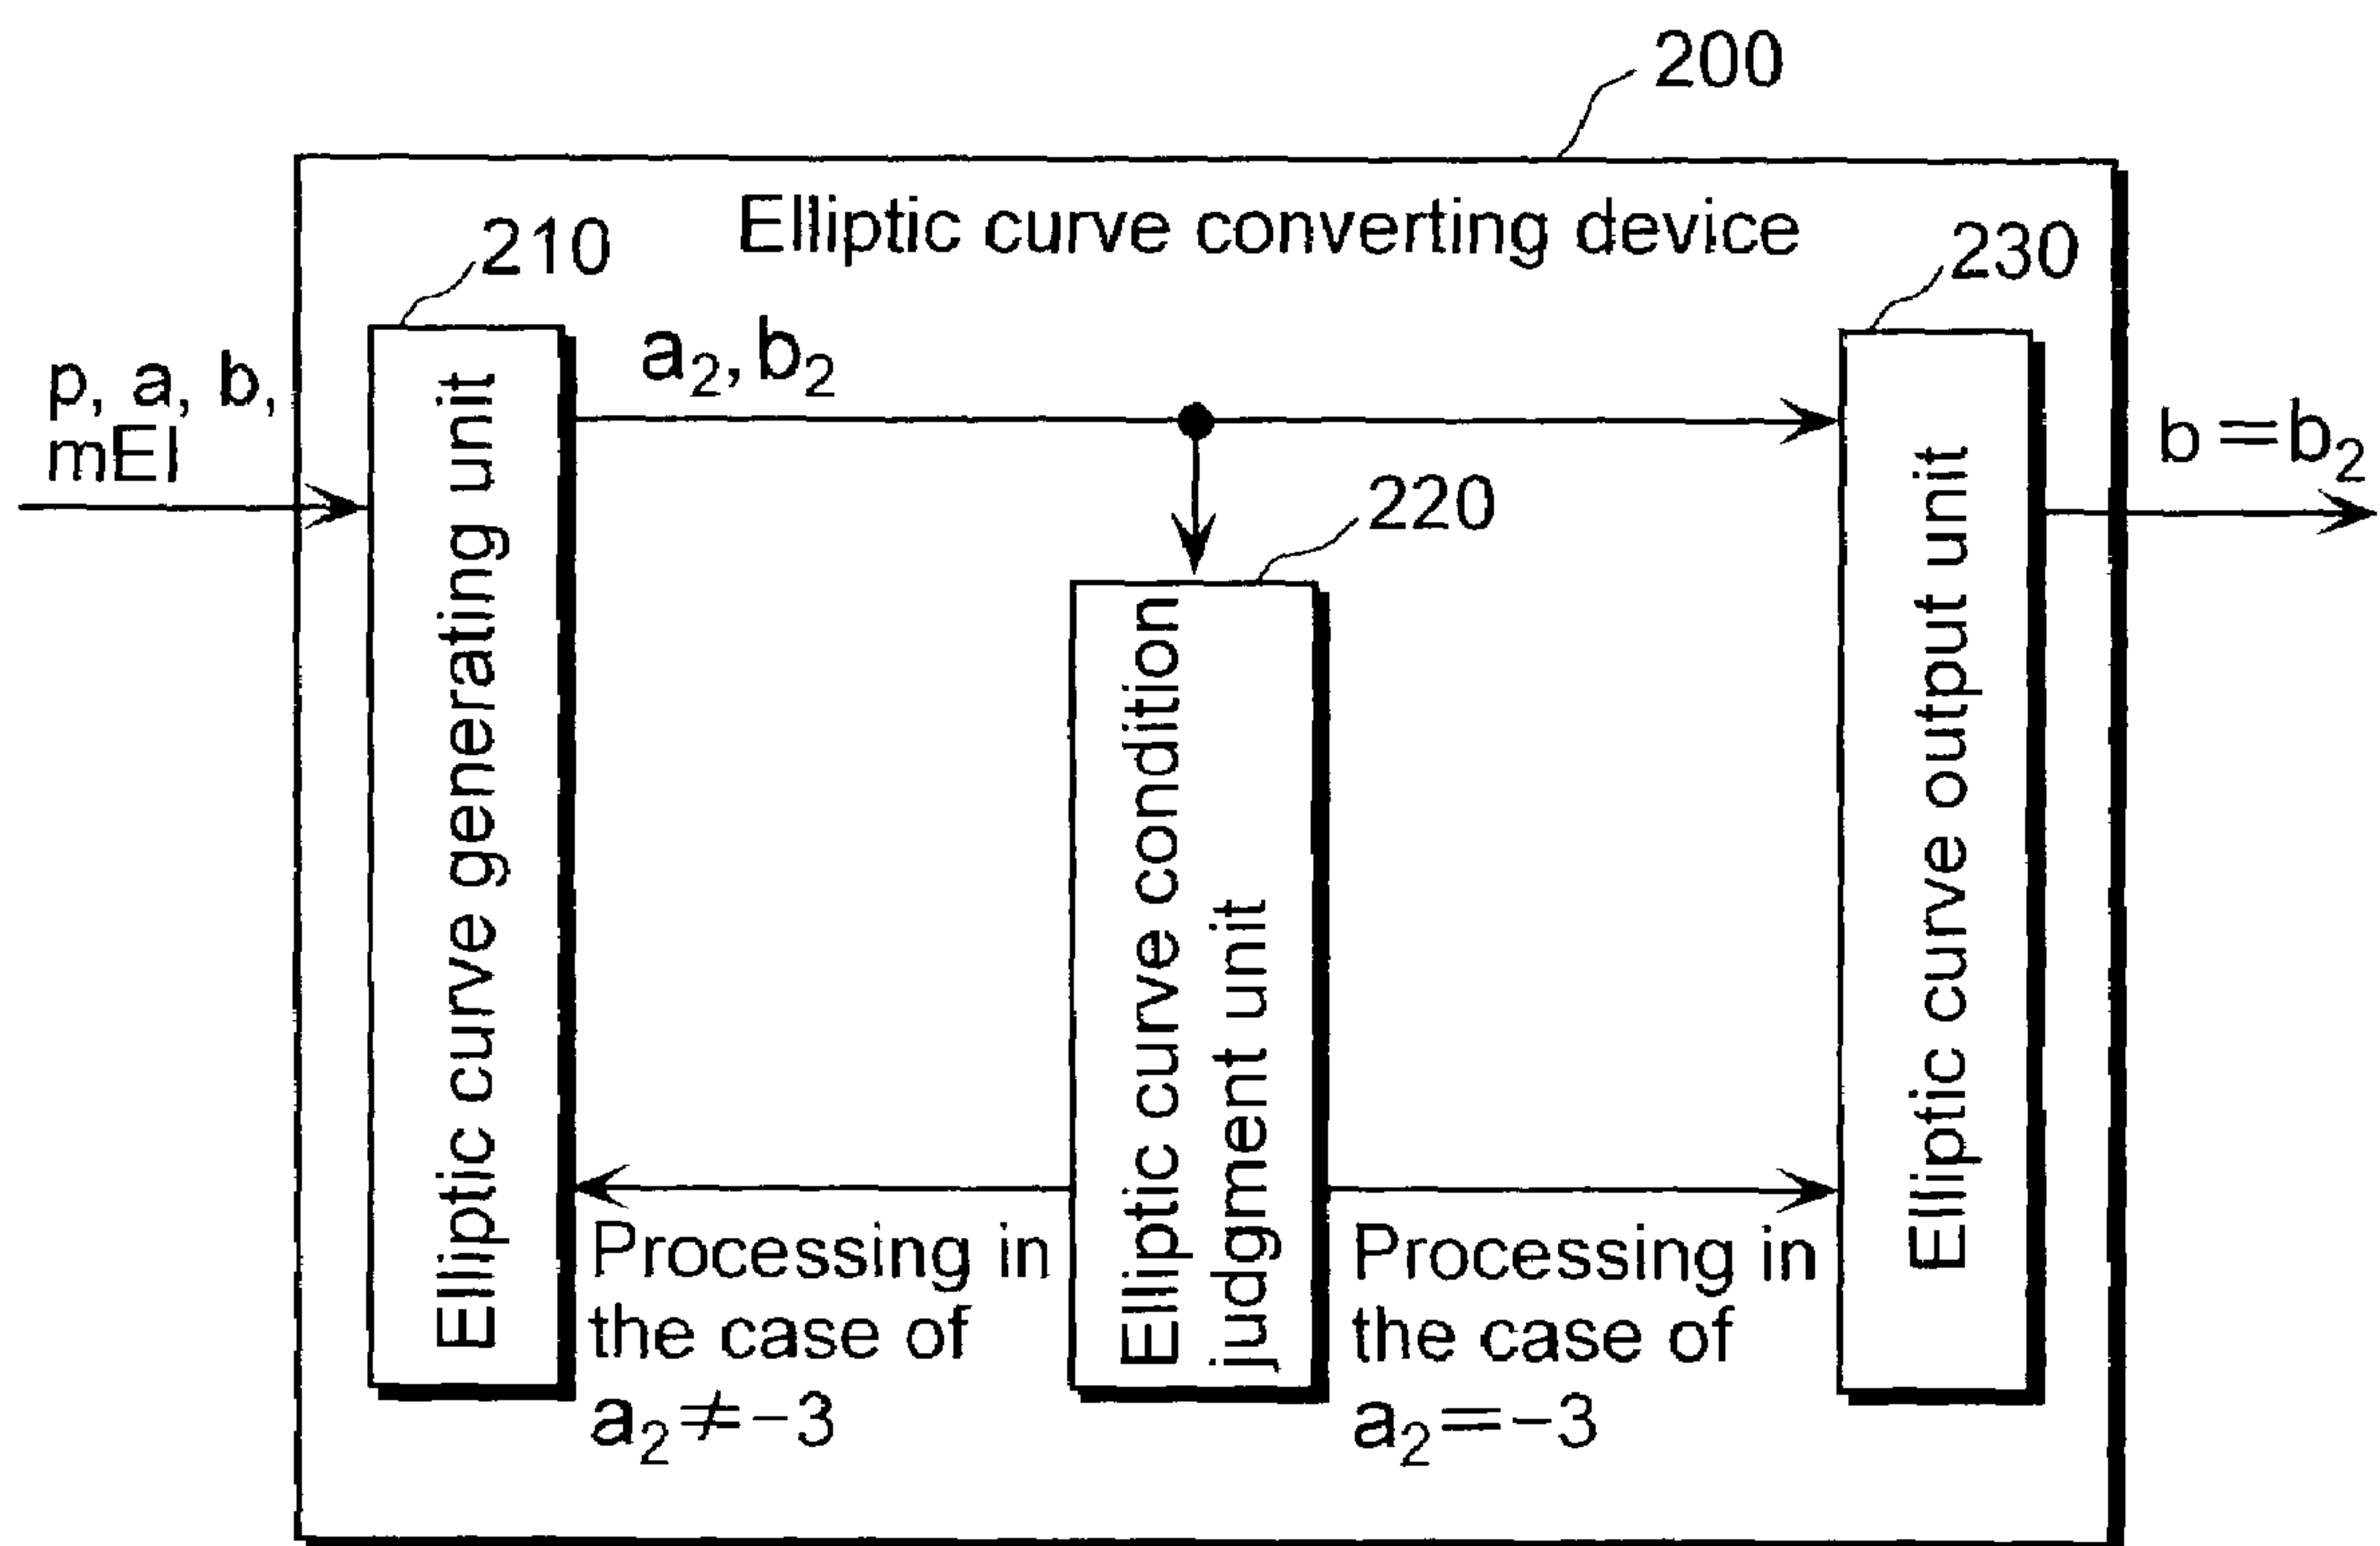 200
Elliptic curve converting device
210
230
p, a, b,
mEI
a₂, b₂
b = b₂
220
Elliptic curve generating unit
Elliptic curve condition
judgment unit
Elliptic curve output unit
Processing in
the case of
a₂ ≠ −3
Processing in
the case of
a₂ = −3